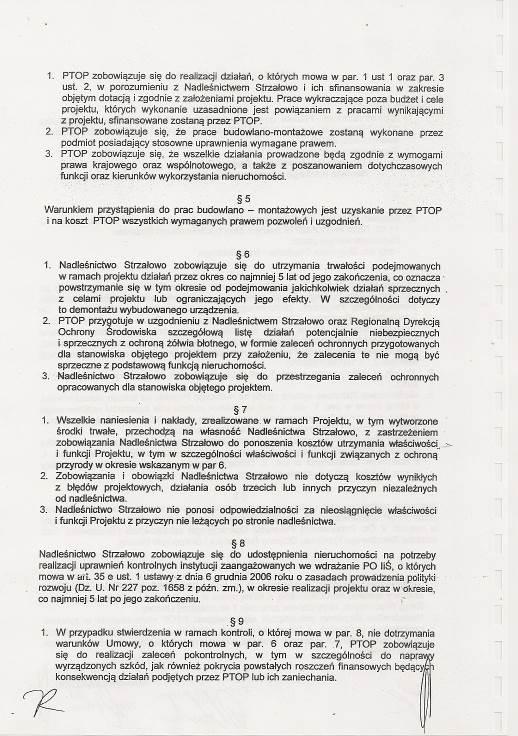 1. PTOP zobowiązuje się do realizacji działań, o których mowa w par. 1 ust 1 oraz par. 3
ust. 2, w porozumieniu z Nadleśnictwem Strzałowo i ich sfinansowania w zakresie
objętym dotacją i zgodnie z założeniami projektu. Prace wykraczające poza budżet i cele
projektu, których wykonanie uzasadnione jest powiązaniem z pracami wynikającymi
z projektu, sfinansowane zostaną przez PTOP.
2. PTOP zobowiązuje się, że prace budowlano-montażowe zostaną wykonane przez
podmiot posiadający stosowne uprawnienia wymagane prawem.
3. PTOP zobowiązuje się, że wszelkie działania prowadzone będą zgodnie z wymogami
prawa krajowego oraz wspólnotowego, a także z poszanowaniem dotychczasowych
funkcji oraz kierunków wykorzystania nieruchomości.
§ 5
Warunkiem przystąpienia do prac budowlano – montażowych jest uzyskanie przez PTOP
i na koszt PTOP wszystkich wymaganych prawem pozwoleń i uzgodnień.
§ 6
1. Nadleśnictwo Strzałowo zobowiązuje się do utrzymania trwałości podejmowanych
w ramach projektu działań przez okres co najmniej 5 lat od jego zakończenia, co oznacza
powstrzymanie się w tym okresie od podejmowania jakichkolwiek działań sprzecznych
z celami projektu lub ograniczających jego efekty. W szczególności dotyczy
to demontażu wybudowanego urządzenia.
2. PTOP przygotuje w uzgodnieniu z Nadleśnictwem Strzałowo oraz Regionalną Dyrekcją
Ochrony Środowiska szczegółową listę działań potencjalnie niebezpiecznych
i sprzecznych z ochroną żółwia błotnego, w formie zaleceń ochronnych przygotowanych
dla stanowiska objętego projektem przy założeniu, że zalecenia te nie mogą być
sprzeczne z podstawową funkcją nieruchomości.
3. Nadleśnictwo Strzałowo zobowiązuje się do przestrzegania zaleceń ochronnych
opracowanych dla stanowiska objętego projektem.
§ 7
1. Wszelkie naniesienia i nakłady, zrealizowane w ramach Projektu, w tym wytworzone
środki trwałe, przechodzą na własność Nadleśnictwa Strzałowo, z zastrzeżeniem
zobowiązania Nadleśnictwa Strzałowo do ponoszenia kosztów utrzymania właściwości
i funkcji Projektu, w tym w szczególności właściwości i funkcji związanych z ochroną
przyrody w okresie wskazanym w par 6.
2. Zobowiązania i obowiązki Nadleśnictwa Strzałowo nie dotyczą kosztów wynikłych
z błędów projektowych, działania osób trzecich lub innych przyczyn niezależnych
od nadleśnictwa.
3. Nadleśnictwo Strzałowo nie ponosi odpowiedzialności za nieosiągnięcie właściwości
i funkcji Projektu z przyczyn nie leżących po stronie nadleśnictwa.
§ 8
Nadleśnictwo Strzałowo zobowiązuje się do udostępnienia nieruchomości na potrzeby
realizacji uprawnień kontrolnych instytucji zaangażowanych we wdrażanie PO IiŚ, o których
mowa w art. 35 e ust. 1 ustawy z dnia 6 grudnia 2006 roku o zasadach prowadzenia polityki
rozwoju (Dz. U. Nr 227 poz. 1658 z późn. zm.), w okresie realizacji projektu oraz w okresie,
co najmniej 5 lat po jego zakończeniu.
§ 9
1. W przypadku stwierdzenia w ramach kontroli, o której mowa w par. 8, nie dotrzymania
warunków Umowy, o których mowa w par. 6 oraz par. 7, PTOP zobowiązuje
się do realizacji zaleceń pokontrolnych, w tym w szczególności do naprawy
wyrządzonych szkód, jak również pokrycia powstałych roszczeń finansowych będących
konsekwencją działań podjętych przez PTOP lub ich zaniechania.